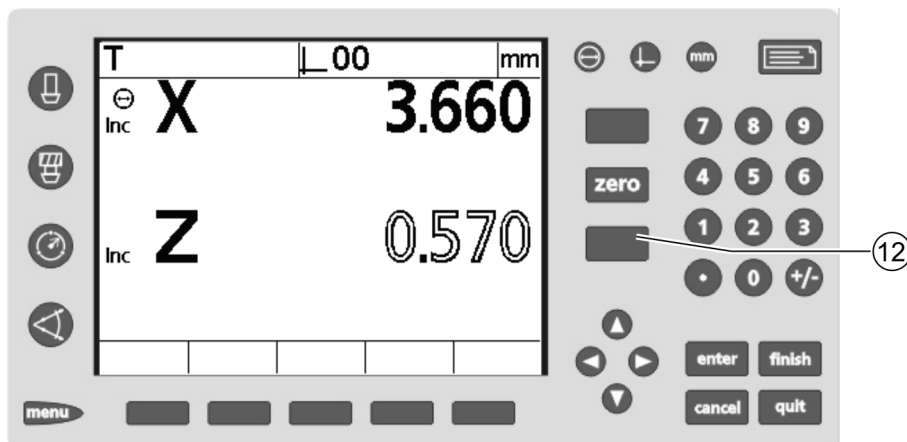 T 00 mm
Inc X 3.660
Inc Z 0.570
menu
mm
zero
7 8 9
4 5 6
1 2 3
• 0 +/-
enter finish
cancel quit
12